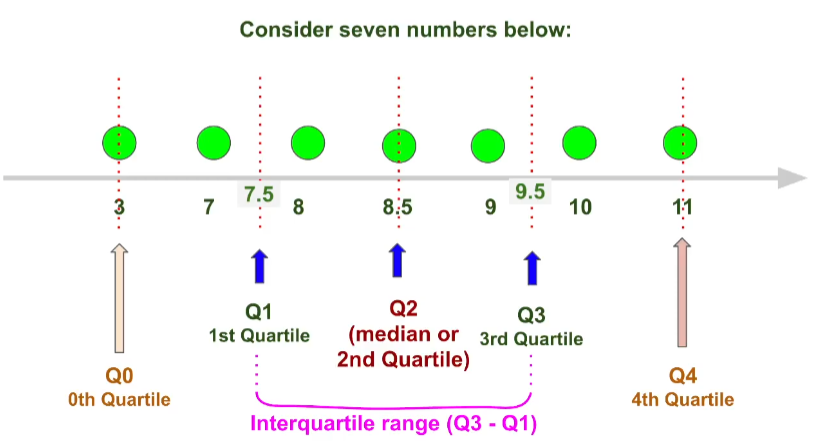 Consider seven numbers below:
3 7 7.5 8 8.5 9 9.5 10 11
Q1
1st Quartile
Q2
(median or
2nd Quartile)
Q3
3rd Quartile
Q0
0th Quartile
Q4
4th Quartile
Interquartile range (Q3 - Q1)